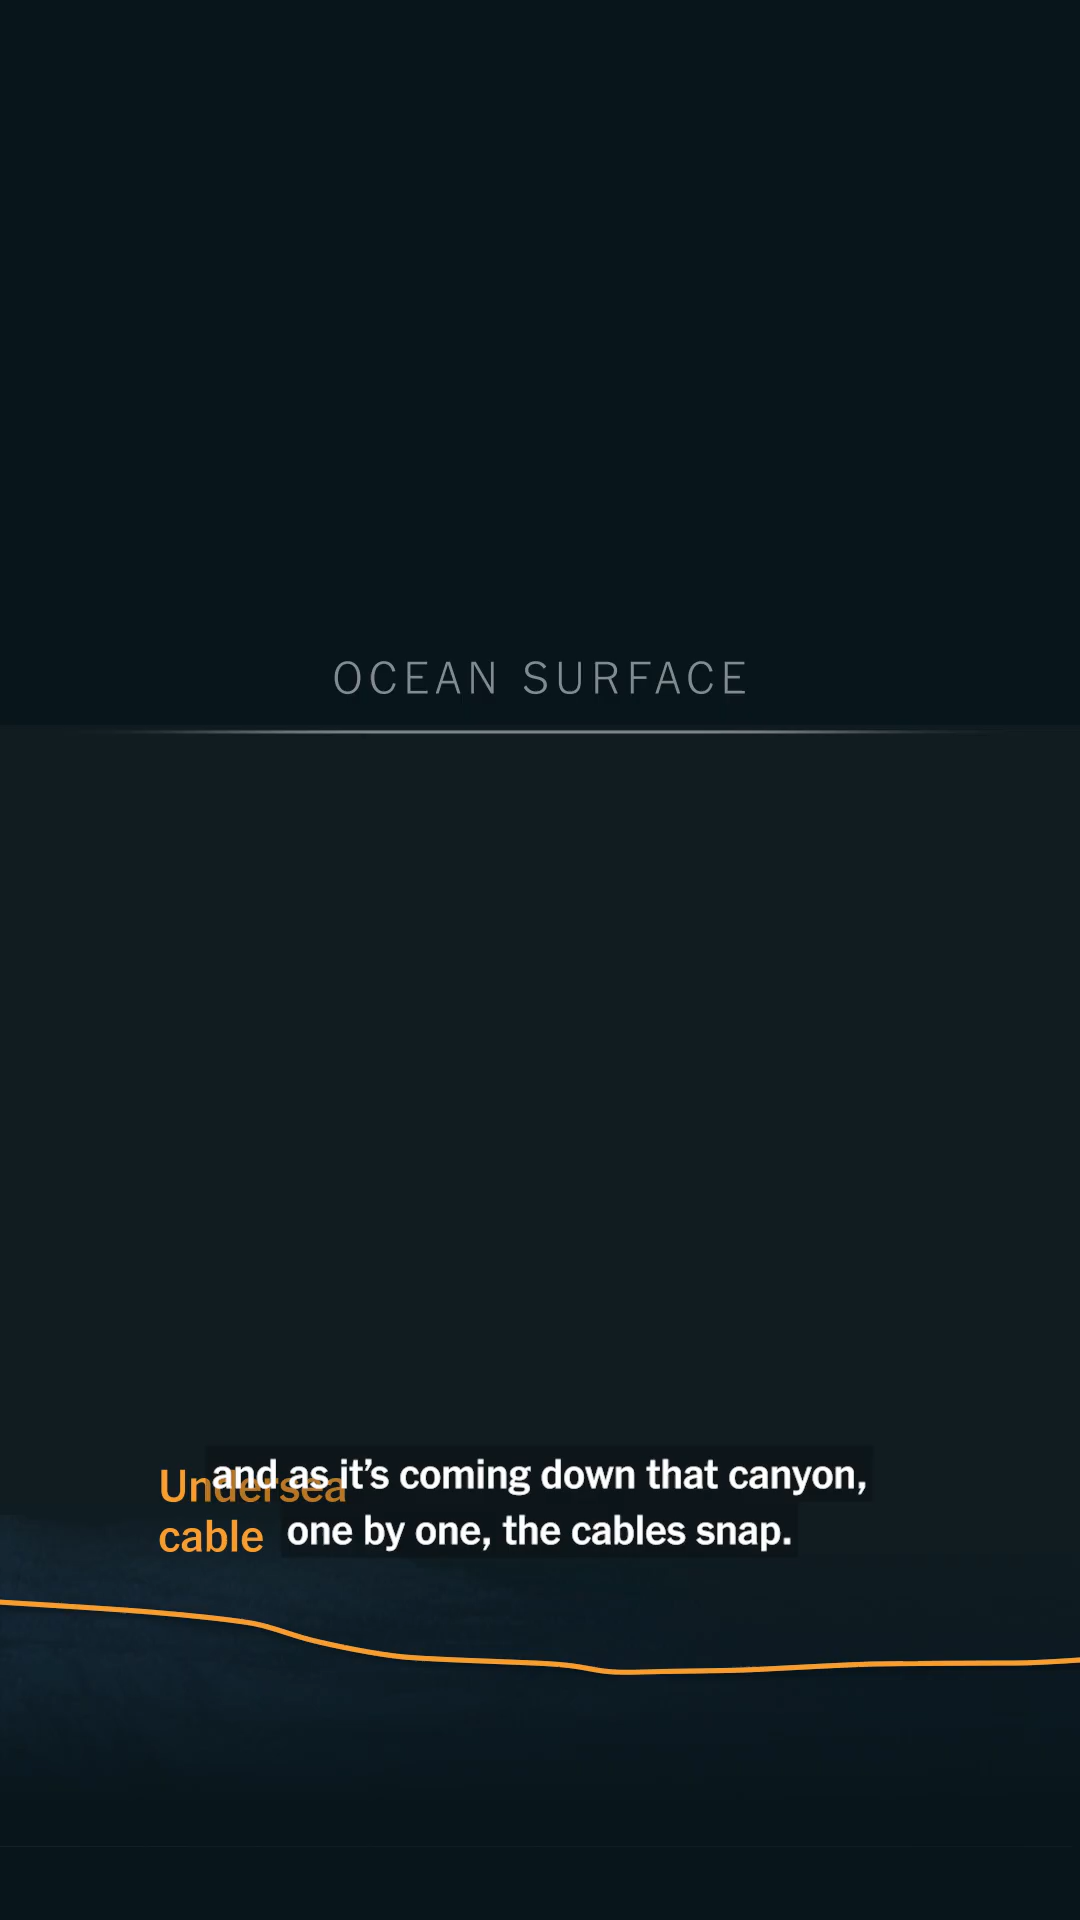 OCEAN SURFACE
Undersea
cable
and as it’s coming down that canyon,
one by one, the cables snap.